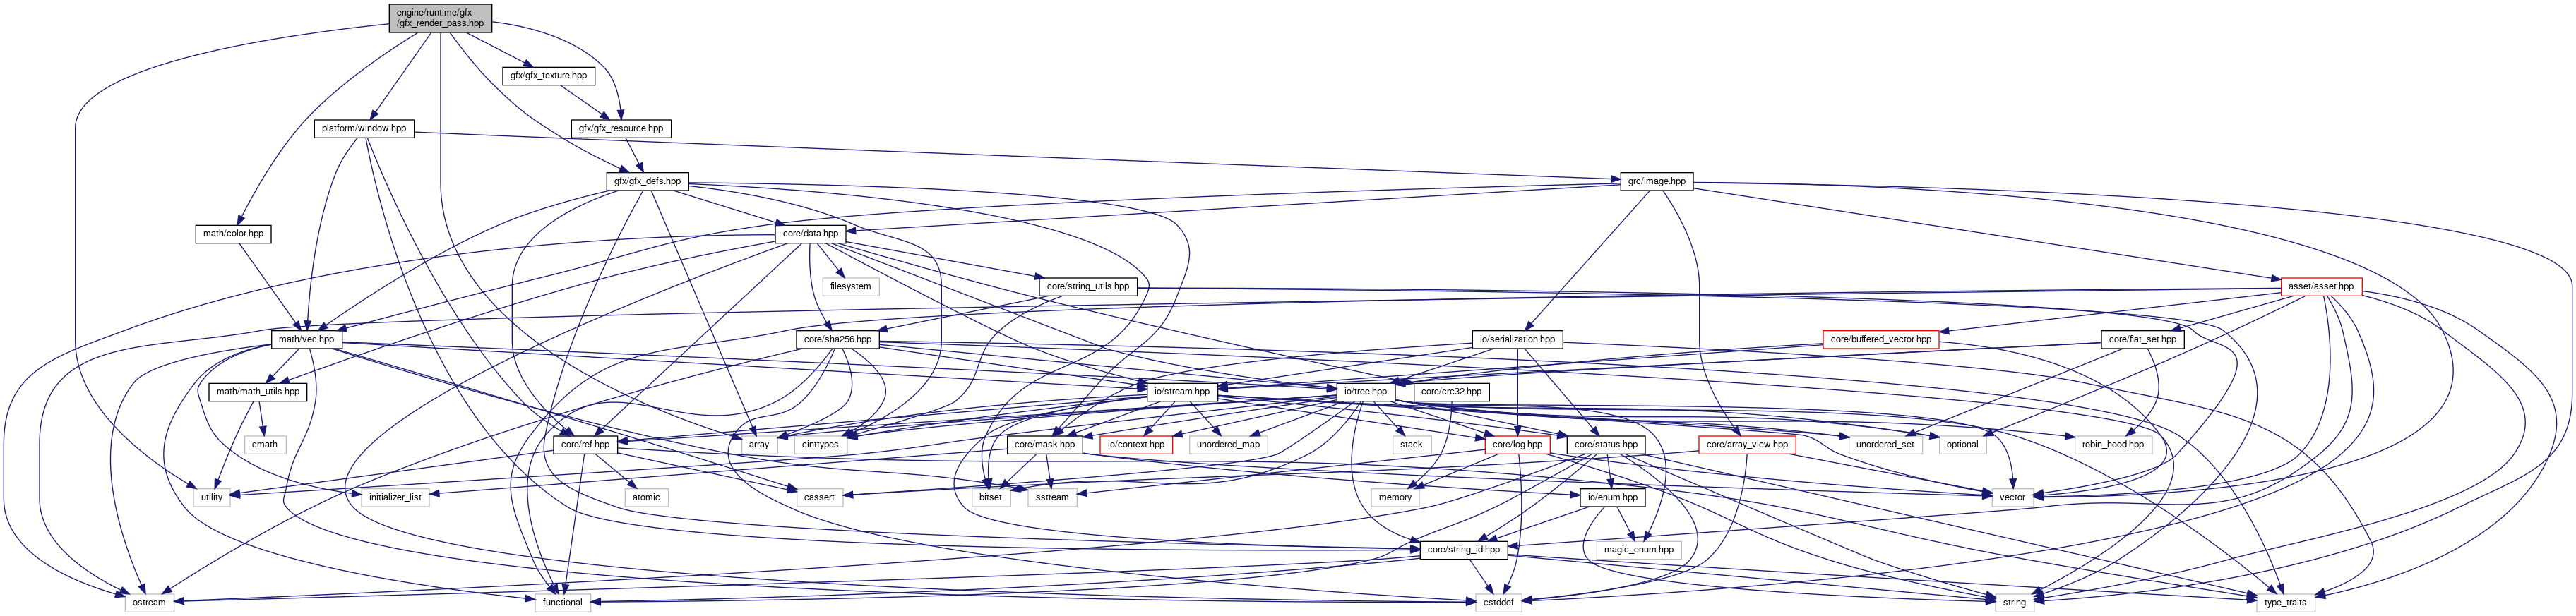 engine/runtime/gfx
/gfx_render_pass.hpp
gfx/gfx_texture.hpp
platform/window.hpp
gfx/gfx_resource.hpp
gfx/gfx_defs.hpp
grc/image.hpp
math/color.hpp
core/data.hpp
filesystem
core/string_utils.hpp
asset/asset.hpp
math/vec.hpp
core/sha256.hpp
io/serialization.hpp
core/buffered_vector.hpp
core/flat_set.hpp
math/math_utils.hpp
io/stream.hpp
io/tree.hpp
core/crc32.hpp
cmath
core/ref.hpp
array
cinttypes
core/mask.hpp
io/context.hpp
unordered_map
stack
core/log.hpp
core/status.hpp
core/array_view.hpp
unordered_set
optional
robin_hood.hpp
utility
initializer_list
atomic
cassert
bitset
sstream
memory
io/enum.hpp
vector
core/string_id.hpp
magic_enum.hpp
ostream
functional
cstddef
string
type_traits